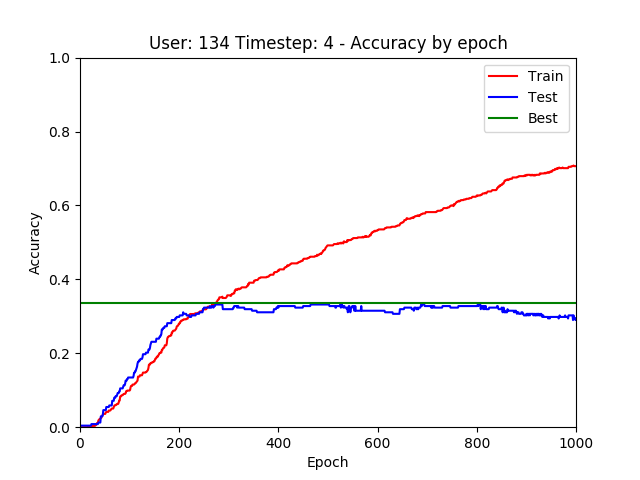 User: 134 Timestep: 4 - Accuracy by epoch
1.0
0.8
0.6
0.4
0.2
0.0
Accuracy
Train
Test
Best
0 200 400 600 800 1000
Epoch